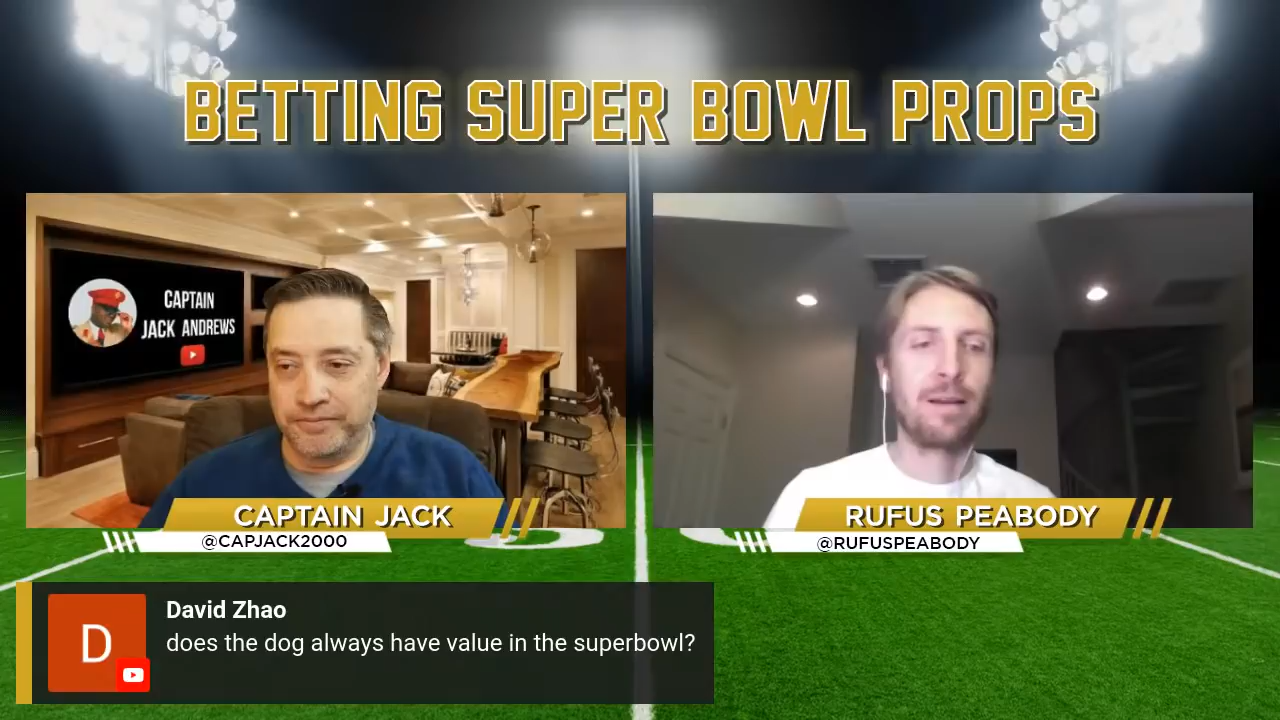 BETTING SUPER BOWL PROPS
CAPTAIN
JACK ANDREWS
CAPTAIN JACK
@CAPJACK2000
RUFUS PEABODY
@RUFUSPEABODY
D
David Zhao
does the dog always have value in the superbowl?